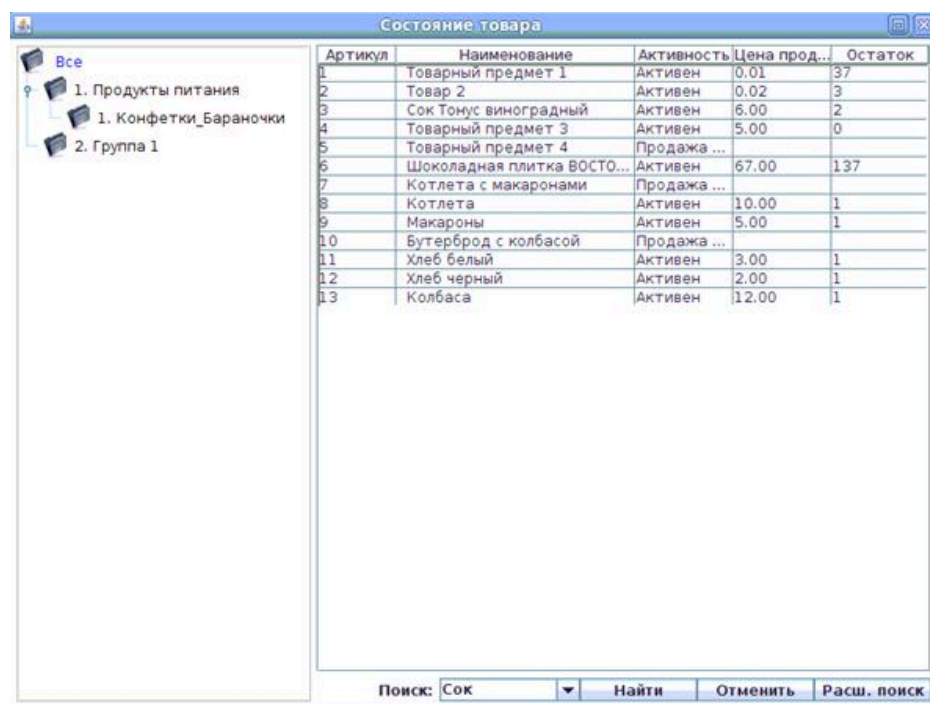 Состояние товара
Все
1. Продукты питания
1. Конфетки_Бараночки
2. Группа 1
Артикул Наименование Активность Цена прод... Остаток
1 Товарный предмет 1 Активен 0.01 37
2 Товар 2 Активен 0.02 3
3 Сок Тонус виноградный Активен 6.00 2
4 Товарный предмет 3 Активен 5.00 0
5 Товарный предмет 4 Продажа ...
6 Шоколадная плитка ВОСТО... Активен 67.00 137
7 Котлета с макаронами Продажа ...
8 Котлета Активен 10.00 1
9 Макароны Активен 5.00 1
10 Бутерброд с колбасой Продажа ...
11 Хлеб белый Активен 3.00 1
12 Хлеб черный Активен 2.00 1
13 Колбаса Активен 12.00 1
Поиск: Сок Найти Отменить Расш. поиск